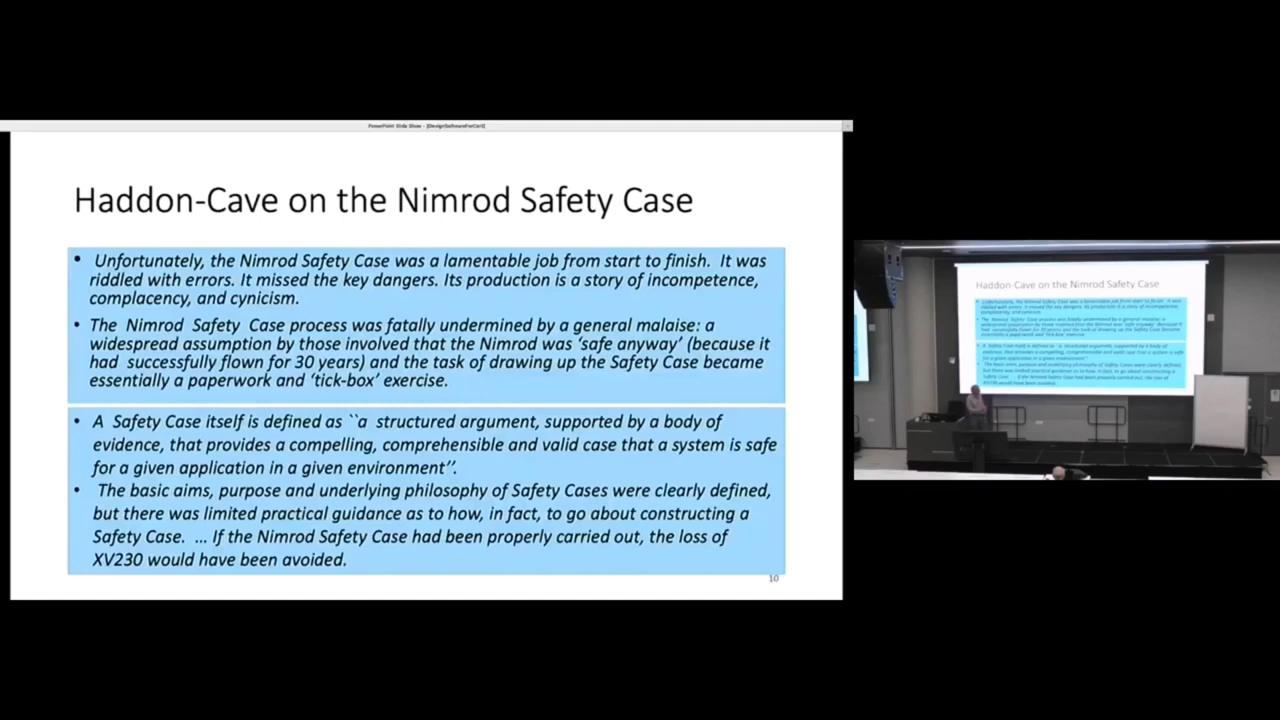 PowerPoint Slide Show - [DesignSoftwareForCert]
Haddon-Cave on the Nimrod Safety Case
• Unfortunately, the Nimrod Safety Case was a lamentable job from start to finish. It was
riddled with errors. It missed the key dangers. Its production is a story of incompetence,
complacency, and cynicism.
• The Nimrod Safety Case process was fatally undermined by a general malaise: a
widespread assumption by those involved that the Nimrod was ‘safe anyway’ (because it
had successfully flown for 30 years) and the task of drawing up the Safety Case became
essentially a paperwork and ‘tick-box’ exercise.
• A Safety Case itself is defined as ``a structured argument, supported by a body of
evidence, that provides a compelling, comprehensible and valid case that a system is safe
for a given application in a given environment’’.
• The basic aims, purpose and underlying philosophy of Safety Cases were clearly defined,
but there was limited practical guidance as to how, in fact, to go about constructing a
Safety Case. … If the Nimrod Safety Case had been properly carried out, the loss of
XV230 would have been avoided.
10
Haddon-Cave on the Nimrod Safety Case